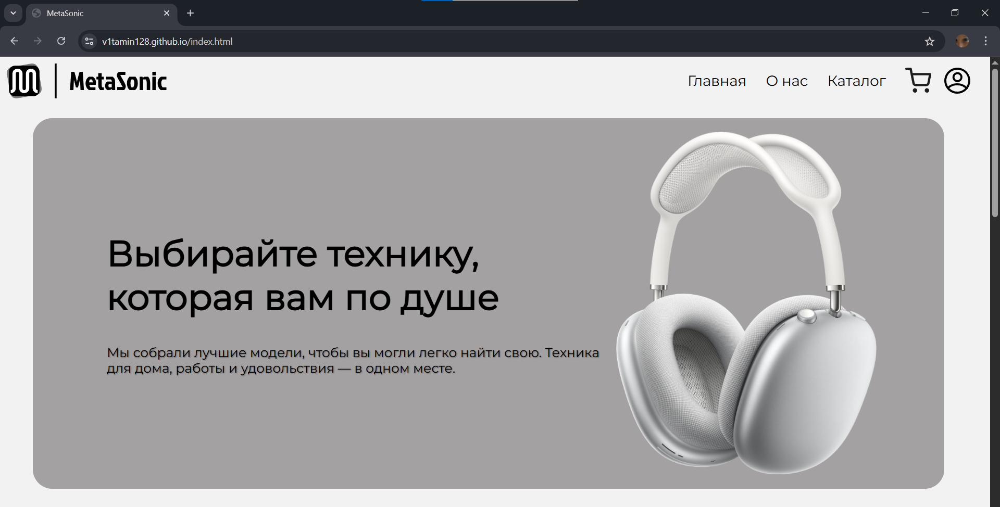 MetaSonic
v1tamin128.github.io/index.html
MetaSonic
Главная О нас Каталог
Выбирайте технику,
которая вам по душе
Мы собрали лучшие модели, чтобы вы могли легко найти свою. Техника
для дома, работы и удовольствия — в одном месте.